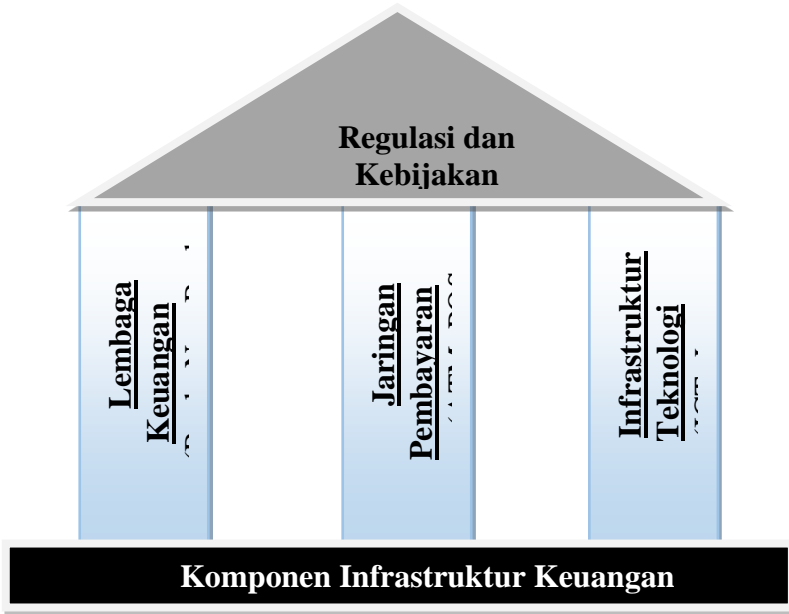 Regulasi dan
Kebijakan
Lembaga
Keuangan
Jaringan
Pembayaran
Infrastruktur
Teknologi
Komponen Infrastruktur Keuangan